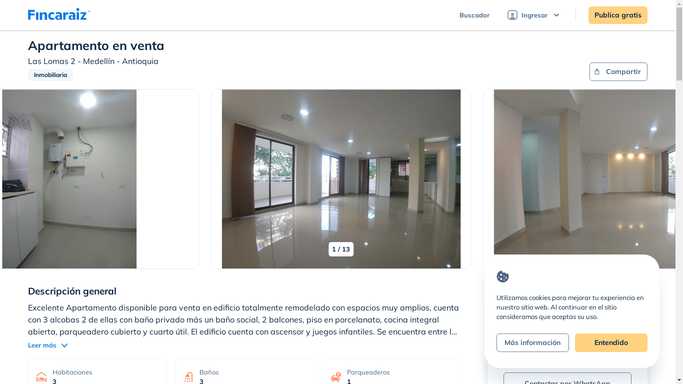 Fincaraiz
Buscador
Ingresar
Publica gratis
Apartamento en venta
Las Lomas 2 - Medellín - Antioquia
Inmobiliaria
Compartir
1 / 13
Descripción general
Excelente Apartamento disponible para venta en edificio totalmente remodelado con espacios muy amplios, cuenta
con 3 alcobas 2 de ellas con baño privado más un baño social, 2 balcones, piso en porcelanato, cocina integral
abierta, parqueadero cubierto y cuarto útil. El edificio cuenta con ascensor y juegos infantiles. Se encuentra entre l...
Leer más
Habitaciones
3
Baños
3
Parqueaderos
1
Utilizamos cookies para mejorar tu experiencia en
nuestro sitio web. Al continuar en el sitio
consideramos que aceptas su uso.
Más información
Entendido
Contactar por WhatsApp